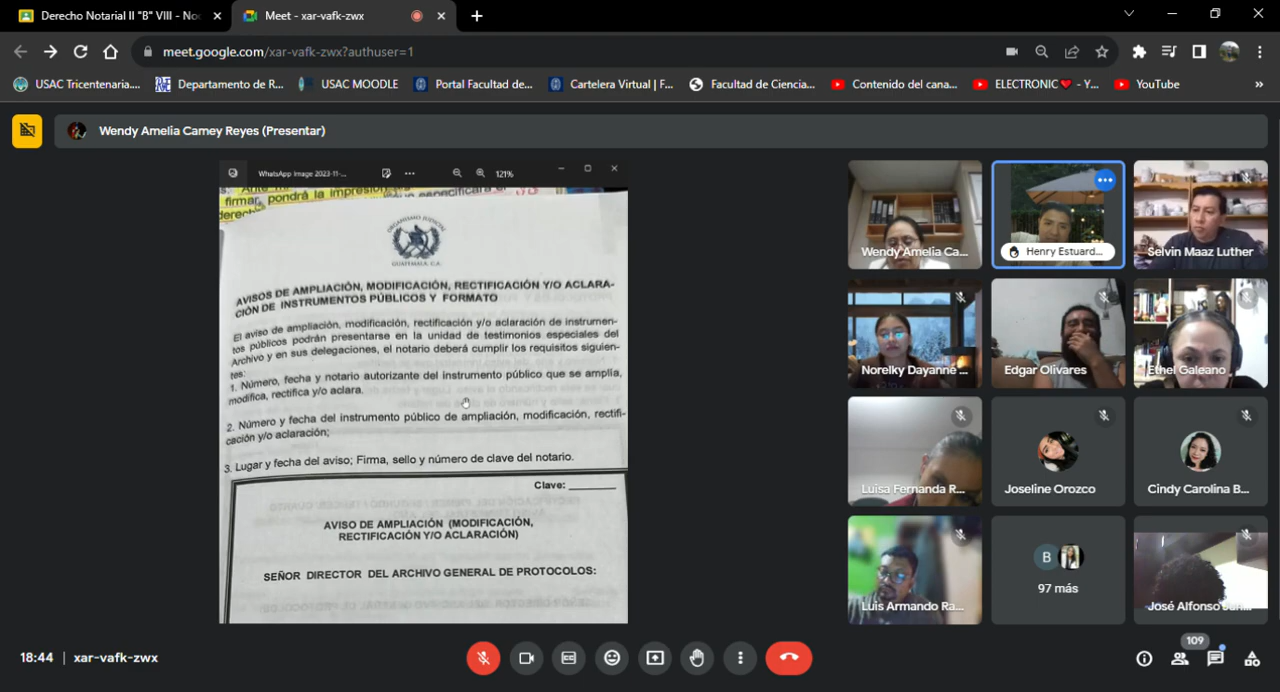 Derecho Notarial II "B" VIII - No
Meet - xar-vafk-zwx
meet.google.com/xar-vafk-zwx?authuser=1
USAC Tricentenaria....
Departamento de R...
USAC MOODLE
Portal Facultad de...
Cartelera Virtual | F...
Facultad de Ciencia...
Contenido del cana...
ELECTRONIC❤ - Y...
YouTube
»
Wendy Amelia Camey Reyes (Presentar)
WhatsApp Image 2023-11-...
121%
firmar, pondrá la impresión
derech
ORGANISMO JUDICIAL
GUATEMALA, C.A.
AVISOS DE AMPLIACIÓN, MODIFICACIÓN, RECTIFICACIÓN Y/O ACLARA-
CIÓN DE INSTRUMENTOS PÚBLICOS Y FORMATO
El aviso de ampliación, modificación, rectificación y/o aclaración de instrumen-
tos públicos podrán presentarse en la unidad de testimonios especiales del
Archivo y en sus delegaciones, el notario deberá cumplir los requisitos siguien-
tes:
1. Número, fecha y notario autorizante del instrumento público que se amplía,
modifica, rectifica y/o aclara.
2. Número y fecha del instrumento público de ampliación, modificación, rectifi-
cación y/o aclaración;
3. Lugar y fecha del aviso; Firma, sello y número de clave del notario.
Clave: ________
AVISO DE AMPLIACIÓN (MODIFICACIÓN,
RECTIFICACIÓN Y/O ACLARACIÓN)
SEÑOR DIRECTOR DEL ARCHIVO GENERAL DE PROTOCOLOS:
Wendy Amelia Ca...
Henry Estuard...
Selvin Maaz Luther
Norelky Dayanne ...
Edgar Olivares
Ethel Galeano
Luisa Fernanda R...
Joseline Orozco
Cindy Carolina B...
Luis Armando Ra...
B
97 más
José Alfonso
18:44 | xar-vafk-zwx
109